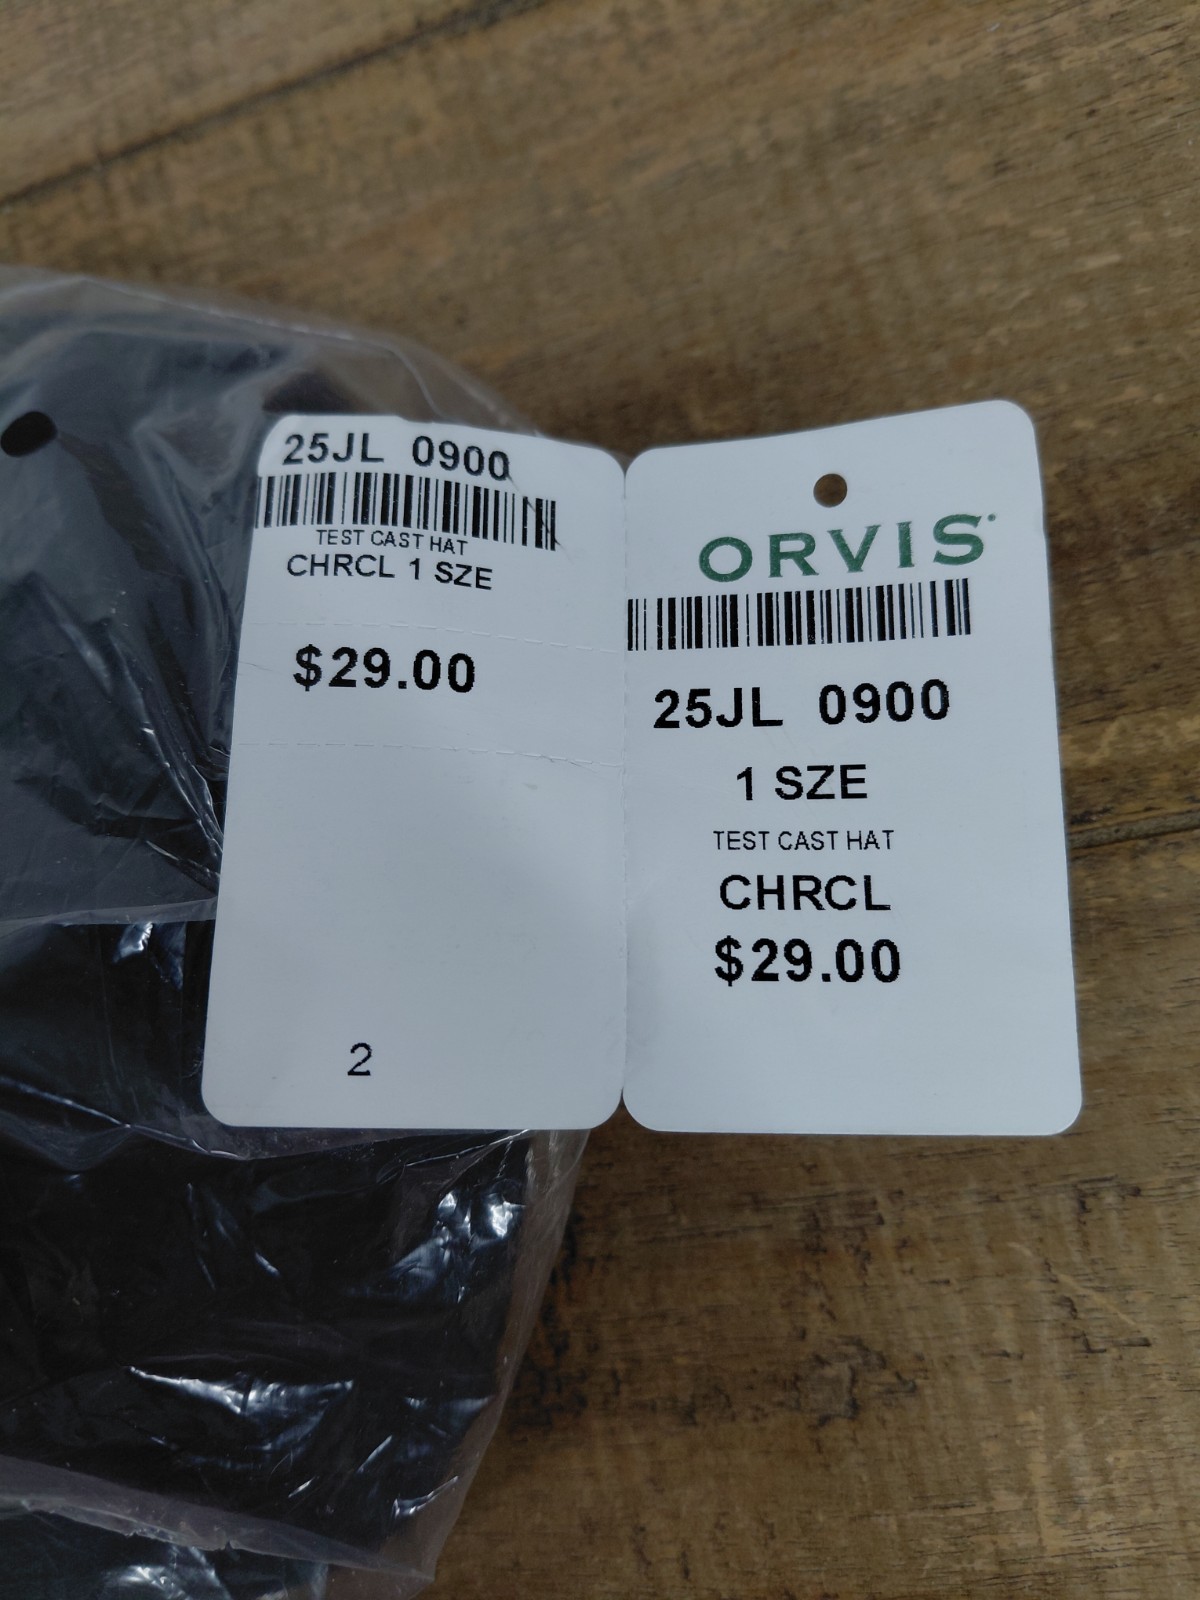 25JL 0900
TEST CAST HAT
CHRCL 1 SZE
$29.00
2
ORVIS
25JL 0900
1 SZE
TEST CAST HAT
CHRCL
$29.00